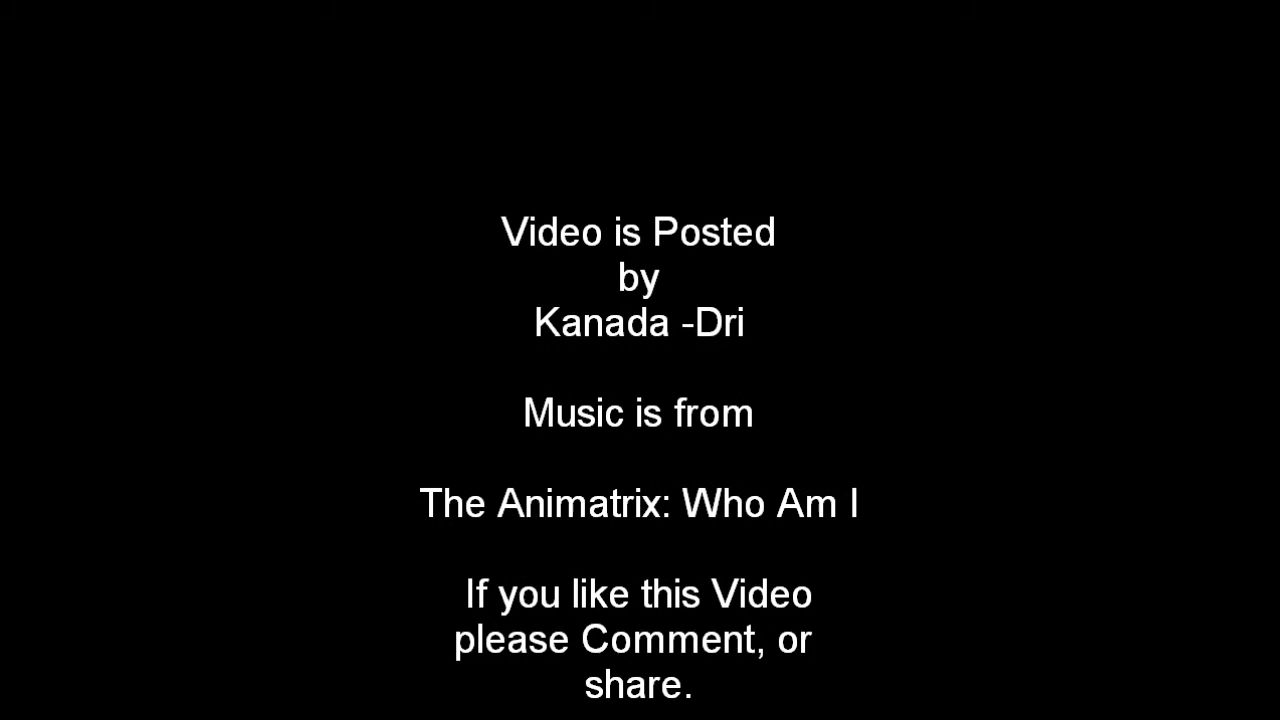 Video is Posted
by
Kanada -Dri
Music is from
The Animatrix: Who Am I
If you like this Video
please Comment, or
share.